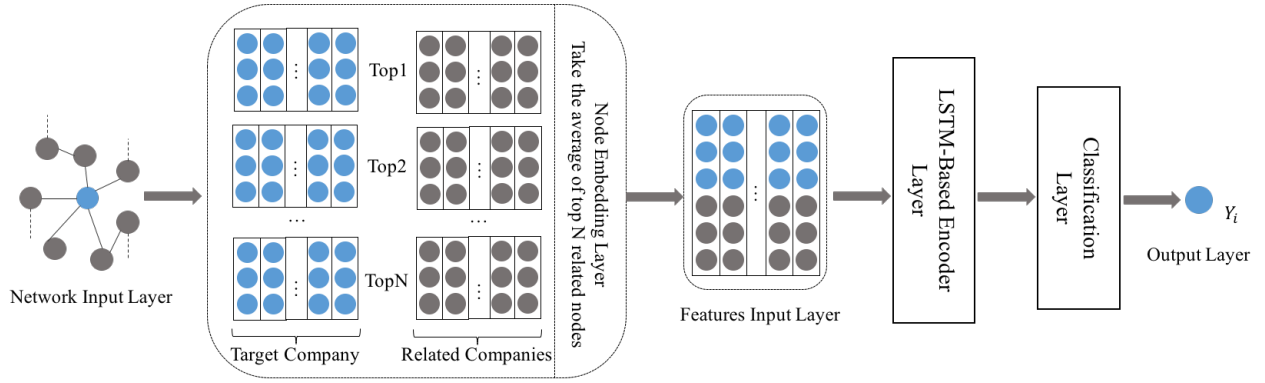 Network Input Layer
Top1
Top2
...
...
TopN
Target Company
Related Companies
Node Embedding Layer
Take the average of top N related nodes
Features Input Layer
LSTM-Based Encoder
Layer
Classification
Layer
Yi
Output Layer